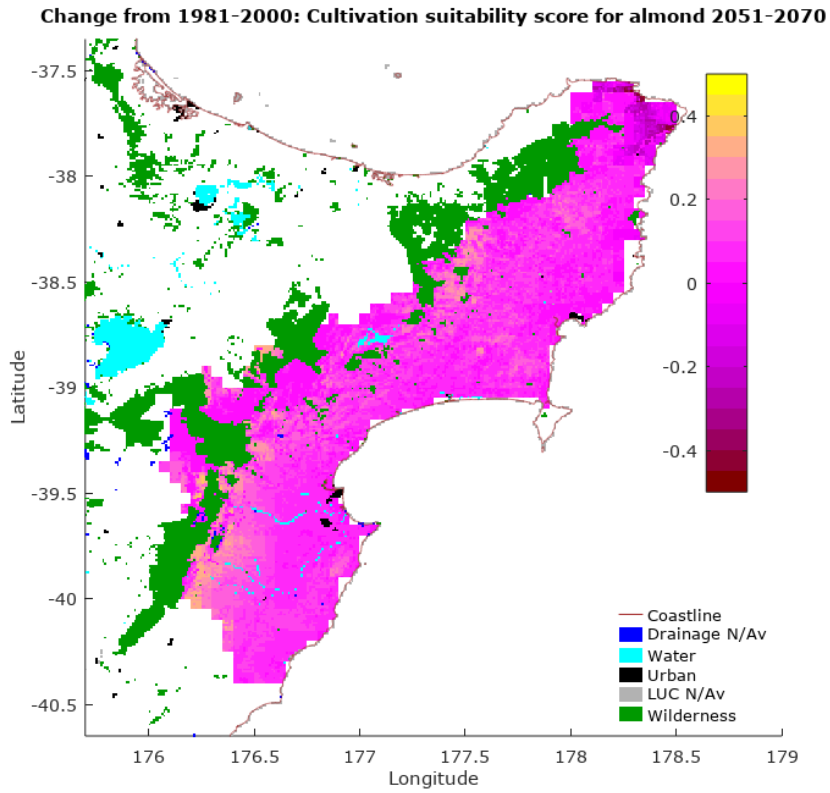 Change from 1981-2000: Cultivation suitability score for almond 2051-2070
-37.5
-38
-38.5
-39
-39.5
-40
-40.5
Latitude
176
176.5
177
177.5
178
178.5
179
Longitude
0.4
0.2
0
-0.2
-0.4
Coastline
Drainage N/Av
Water
Urban
LUC N/Av
Wilderness